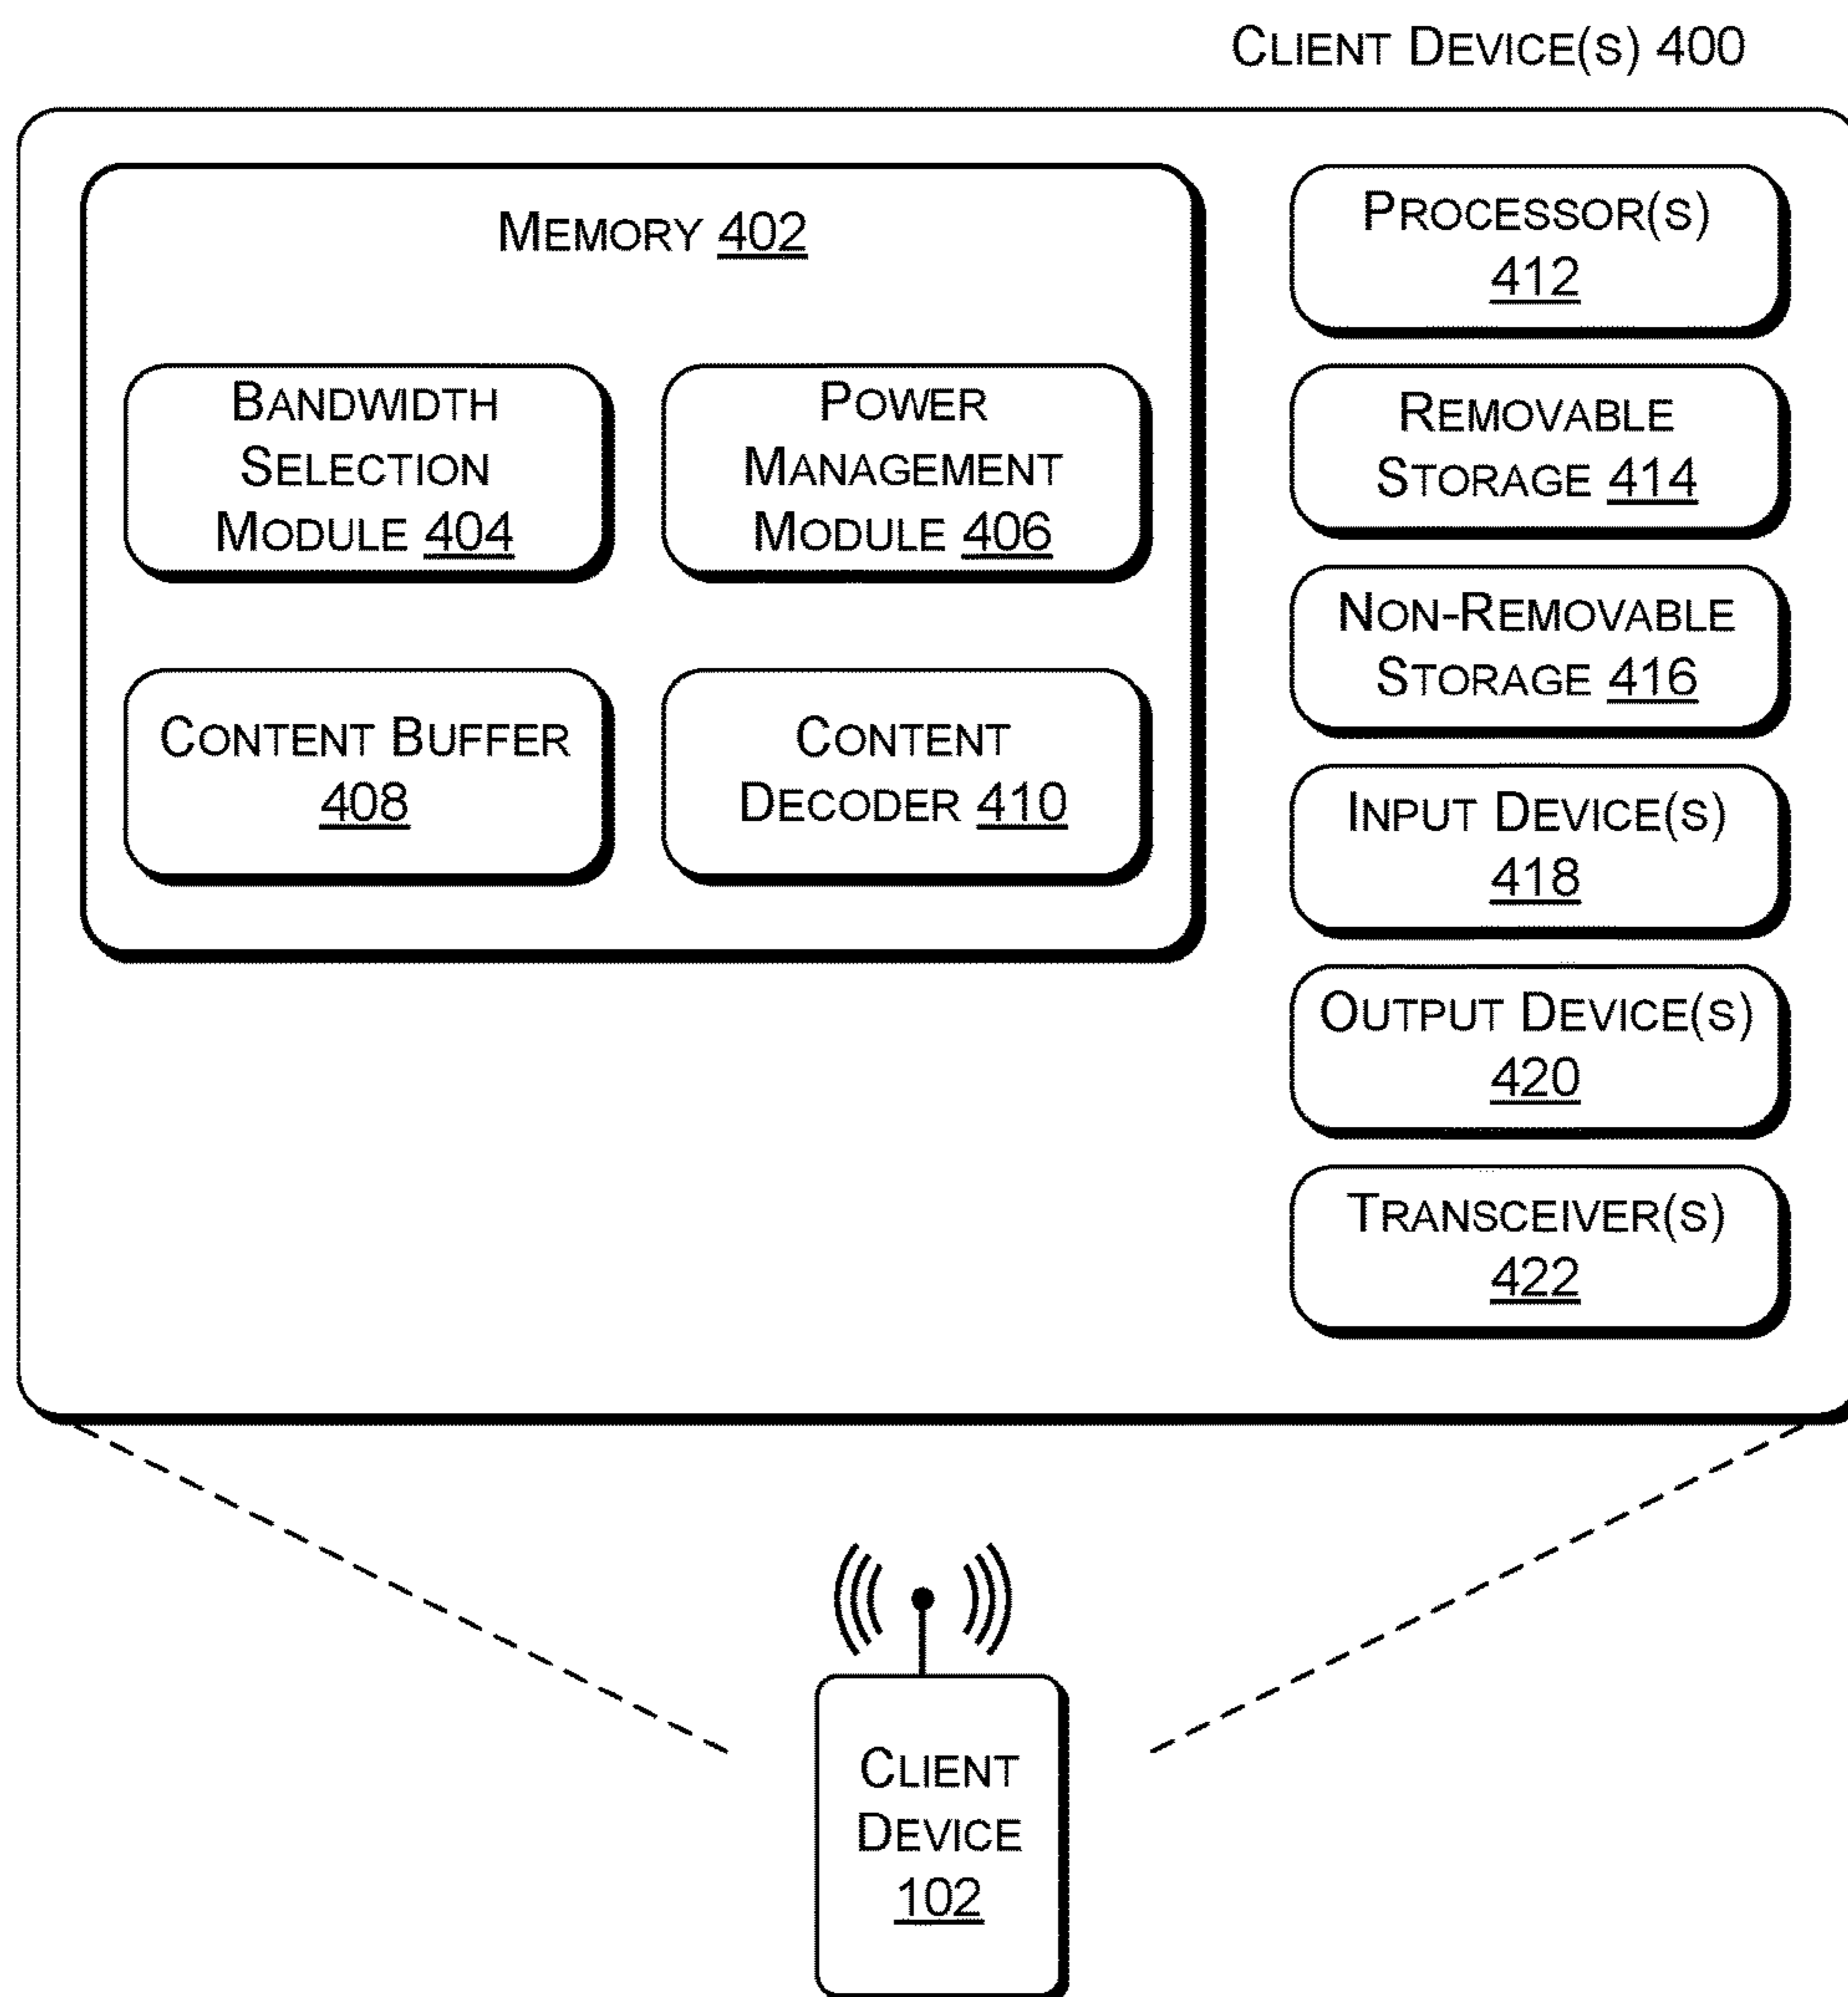 CLIENT DEVICE(S) 400
MEMORY 402
BANDWIDTH
SELECTION
MODULE 404
POWER
MANAGEMENT
MODULE 406
CONTENT BUFFER
408
CONTENT
DECODER 410
PROCESSOR(S)
412
REMOVABLE
STORAGE 414
NON-REMOVABLE
STORAGE 416
INPUT DEVICE(S)
418
OUTPUT DEVICE(S)
420
TRANSCEIVER(S)
422
CLIENT
DEVICE
102